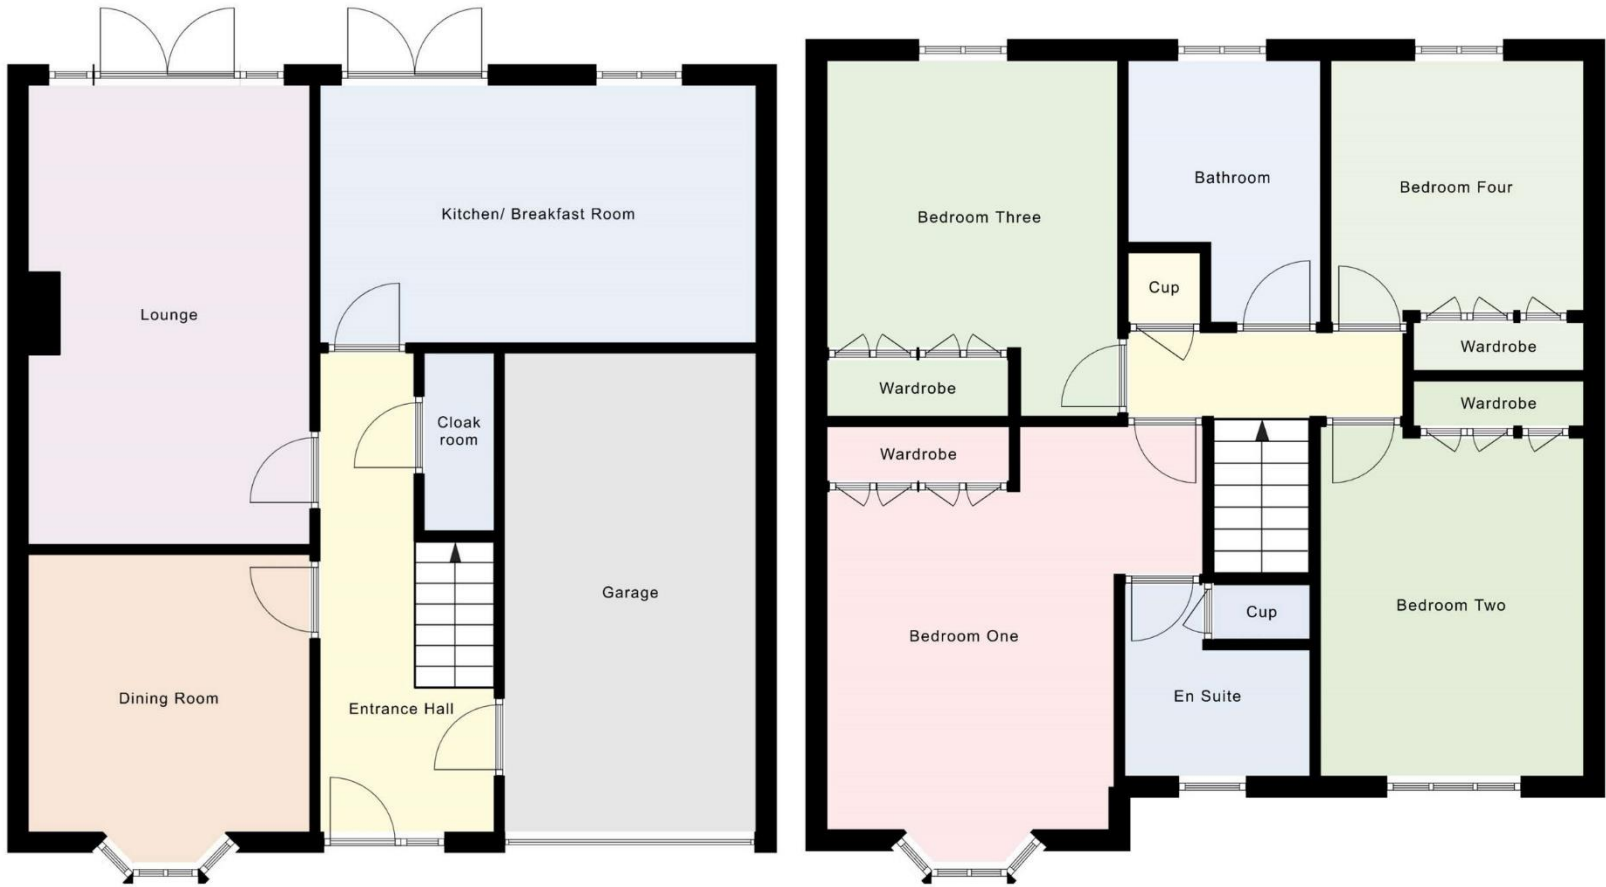 Lounge
Kitchen/ Breakfast Room
Cloak
room
Garage
Dining Room
Entrance Hall
Bedroom Three
Bathroom
Bedroom Four
Cup
Wardrobe
Wardrobe
Wardrobe
Wardrobe
Bedroom One
Cup
Bedroom Two
En Suite